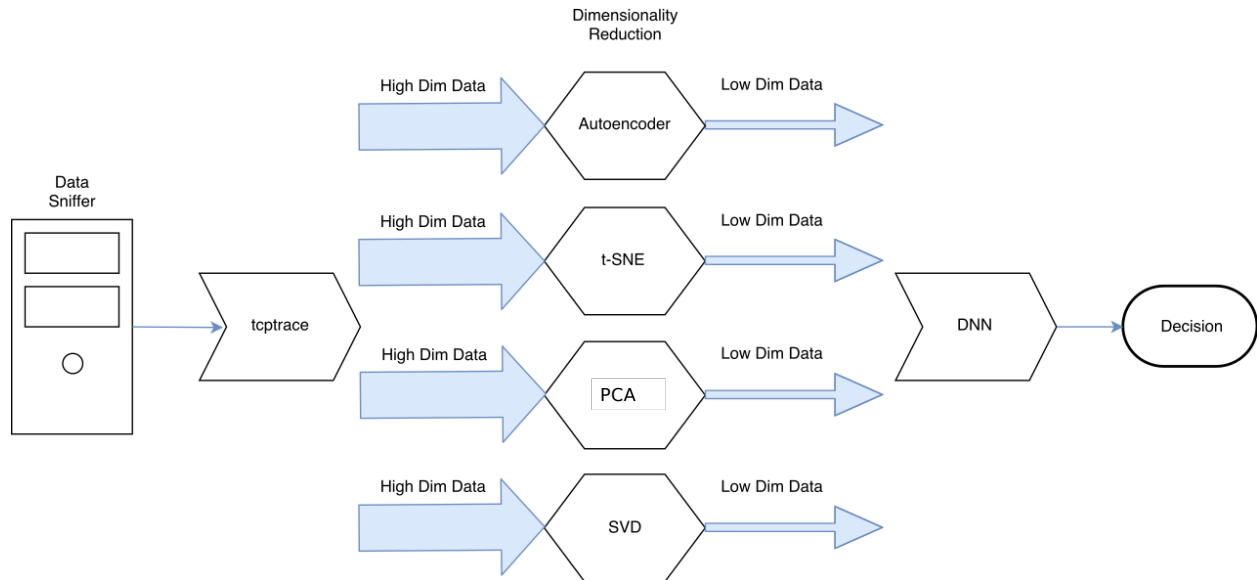 Dimensionality
Reduction
High Dim Data
Autoencoder
Low Dim Data
Data
Sniffer
High Dim Data
t-SNE
Low Dim Data
tcptrace
DNN
Decision
High Dim Data
PCA
Low Dim Data
High Dim Data
SVD
Low Dim Data